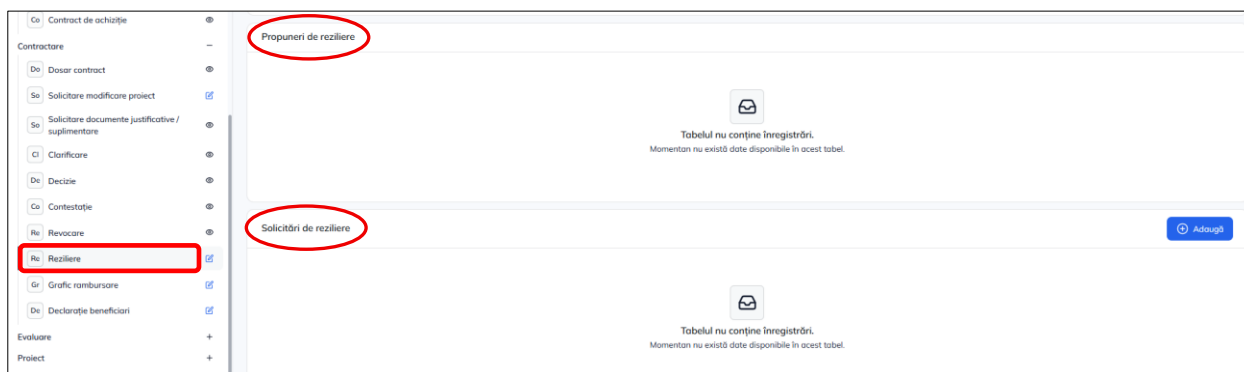 Co Contract de achiziție
Contractare
Do Dosar contract
So Solicitare modificare proiect
So Solicitare documente justificative /
suplimentare
Cl Clarificare
De Decizie
Co Contestație
Re Revocare
Re Reziliere
Gr Grafic rambursare
De Declarație beneficiari
Evaluare
Proiect
Propuneri de reziliere
Tabelul nu conține înregistrări.
Momentan nu există date disponibile în acest tabel.
Solicitări de reziliere
Adaugă
Tabelul nu conține înregistrări.
Momentan nu există date disponibile în acest tabel.